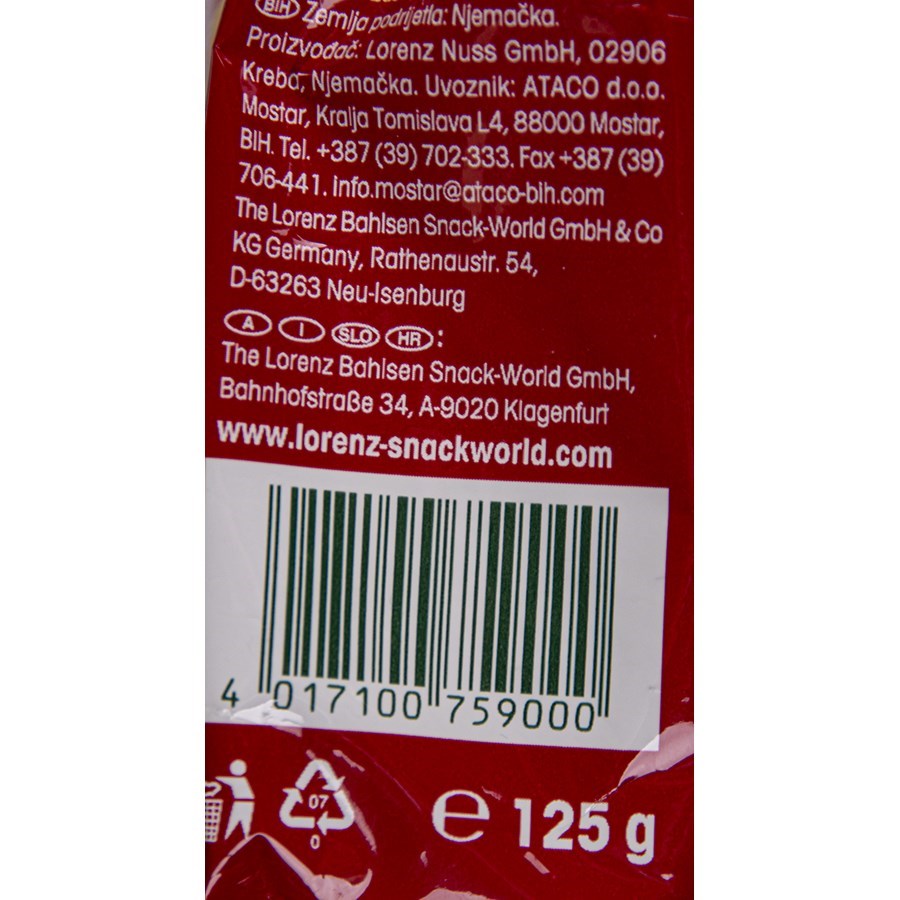 BIH Zemlja podrijetla: Njemačka.
Proizvođač: Lorenz Nuss GmbH, 02906
Kreba, Njemačka. Uvoznik: ATACO d.o.o.
Mostar, Kralja Tomislava L4, 88000 Mostar,
BIH. Tel. +387 (39) 702-333. Fax +387 (39)
706-441. info.mostar@ataco-bih.com
The Lorenz Bahlsen Snack-World GmbH & Co
KG Germany, Rathenaustr. 54,
D-63263 Neu-Isenburg
A I SLO HR :
The Lorenz Bahlsen Snack-World GmbH,
Bahnhofstraße 34, A-9020 Klagenfurt
www.lorenz-snackworld.com
4 017100 759000
07
0
e 125 g